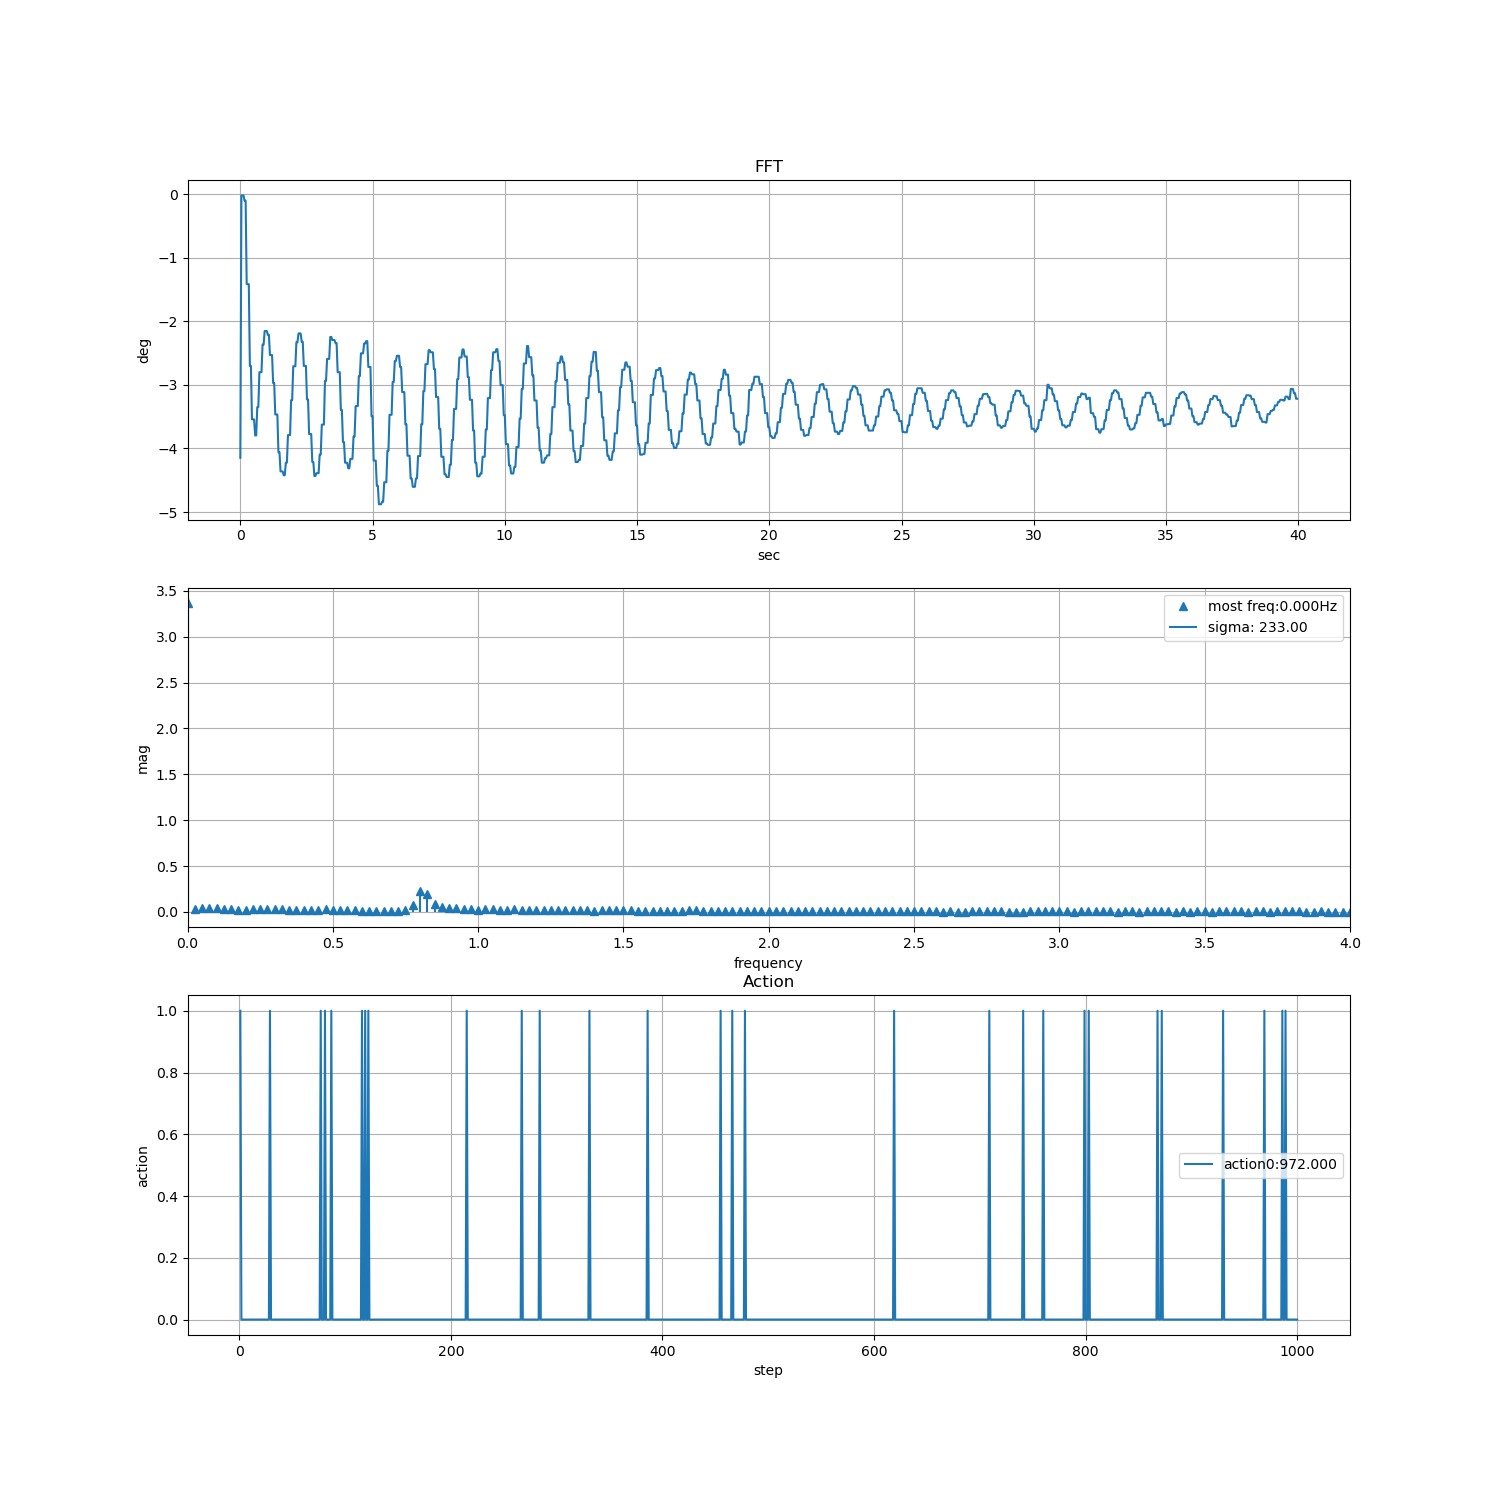 FFT
0
−1
−2
−3
−4
−5
deg
0 5 10 15 20 25 30 35 40
sec
3.5
3.0
2.5
2.0
1.5
1.0
0.5
0.0
mag
most freq:0.000Hz
sigma: 233.00
0.0 0.5 1.0 1.5 2.0 2.5 3.0 3.5 4.0
frequency
Action
1.0
0.8
0.6
0.4
0.2
0.0
action
action0:972.000
0 200 400 600 800 1000
step